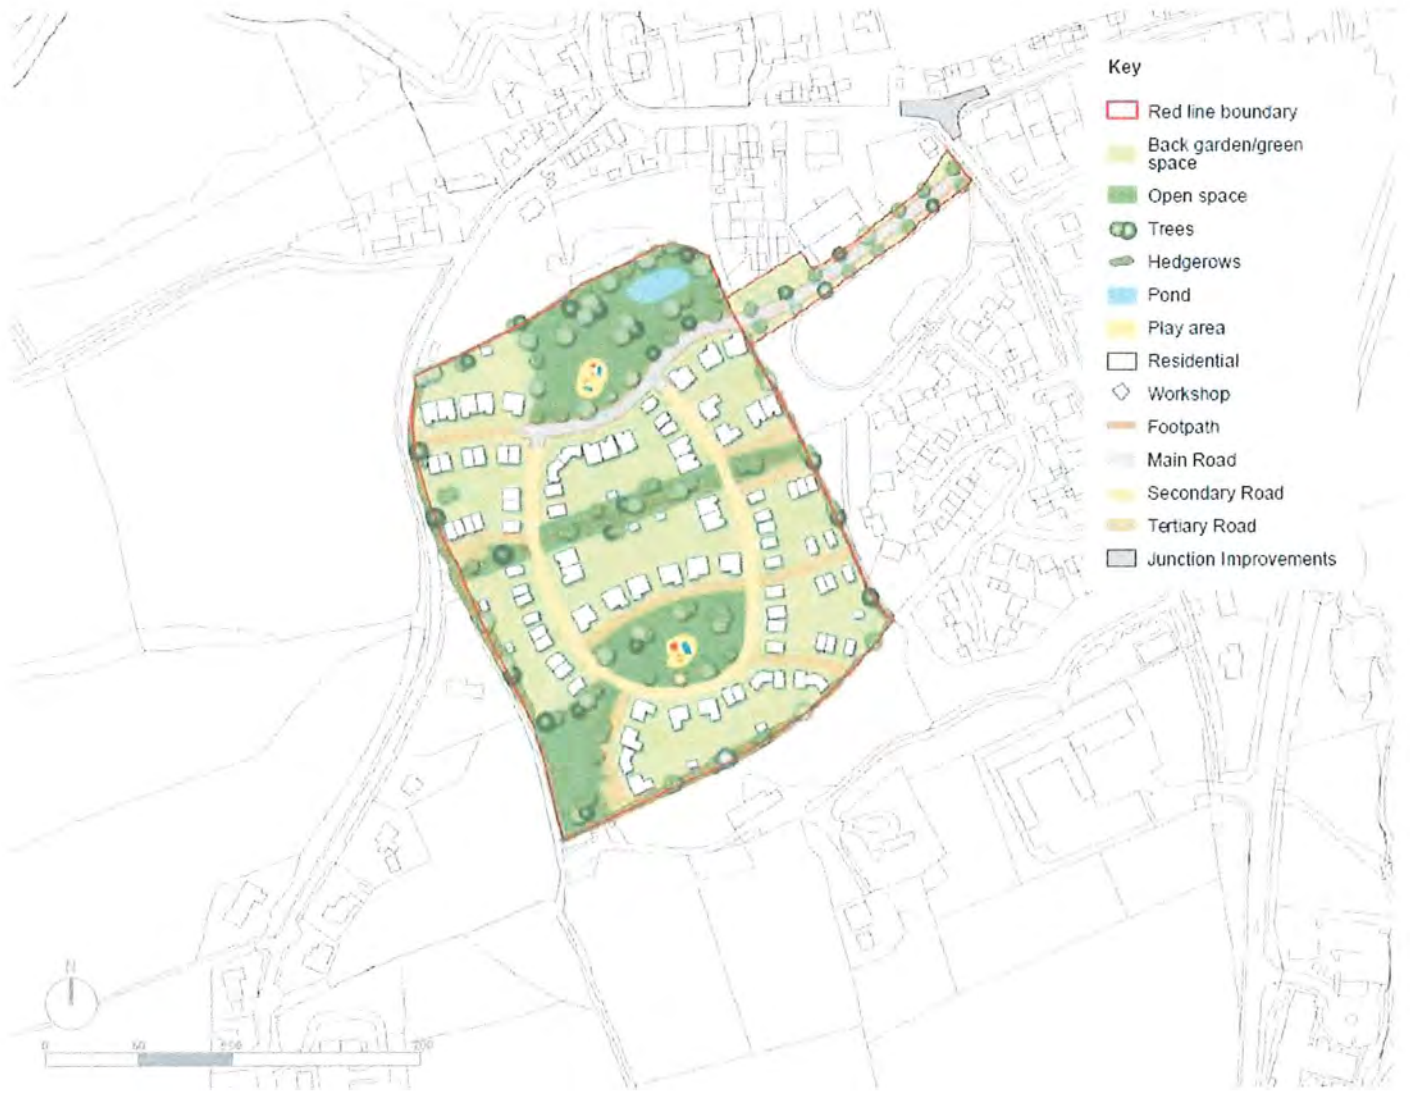 Key
Red line boundary
Back garden/green
space
Open space
Trees
Hedgerows
Pond
Play area
Residential
Workshop
Footpath
Main Road
Secondary Road
Tertiary Road
Junction Improvements
N
0
200